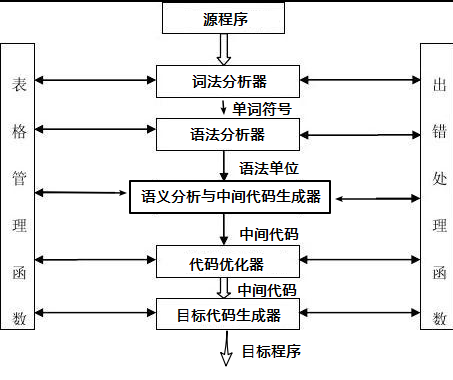 源程序
词法分析器
单词符号
语法分析器
语法单位
语义分析与中间代码生成器
中间代码
代码优化器
中间代码
目标代码生成器
目标程序
表格管理函数
出错处理函数